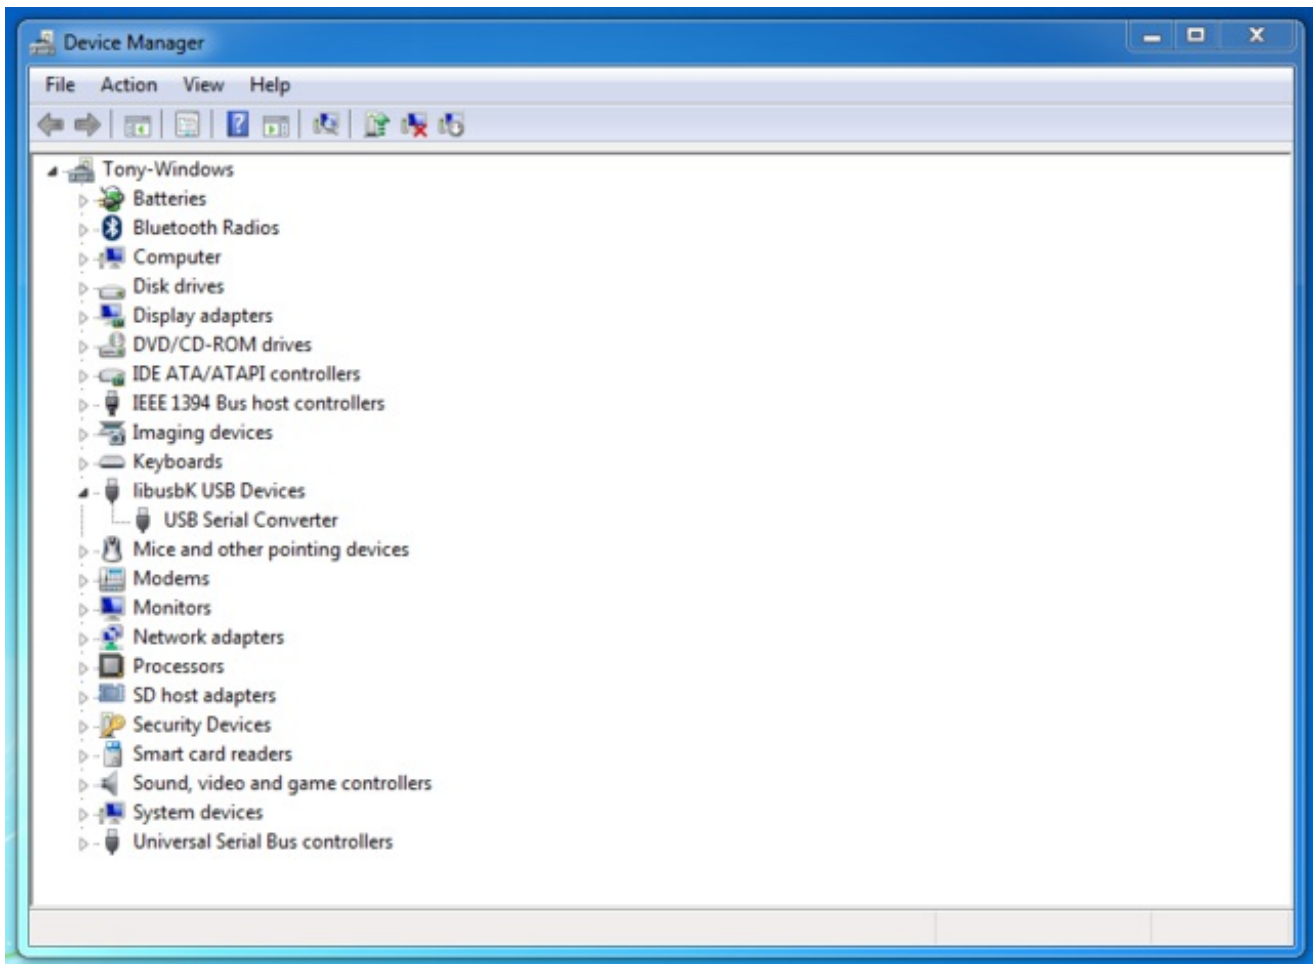 Device Manager
File Action View Help
Tony-Windows
Batteries
Bluetooth Radios
Computer
Disk drives
Display adapters
DVD/CD-ROM drives
IDE ATA/ATAPI controllers
IEEE 1394 Bus host controllers
Imaging devices
Keyboards
libusbK USB Devices
USB Serial Converter
Mice and other pointing devices
Modems
Monitors
Network adapters
Processors
SD host adapters
Security Devices
Smart card readers
Sound, video and game controllers
System devices
Universal Serial Bus controllers